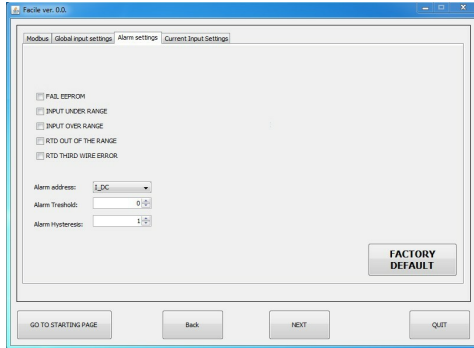 Facile ver. 0.0.
Modbus Global input settings Alarm settings Current Input Settings
FAIL EEPROM
INPUT UNDER RANGE
INPUT OVER RANGE
RTD OUT OF THE RANGE
RTD THIRD WIRE ERROR
Alarm address: I_DC
Alarm Treshold: 0
Alarm Hysteresis: 1
FACTORY
DEFAULT
GO TO STARTING PAGE Back NEXT QUIT